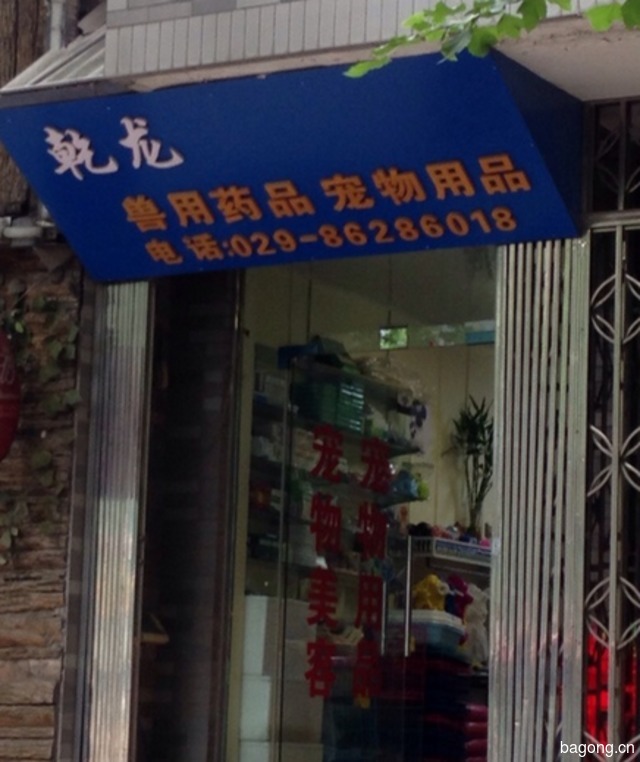 乾龙
兽用药品 宠物用品
电话:029-86286018
宠物美容
宠物用品
bagong.cn